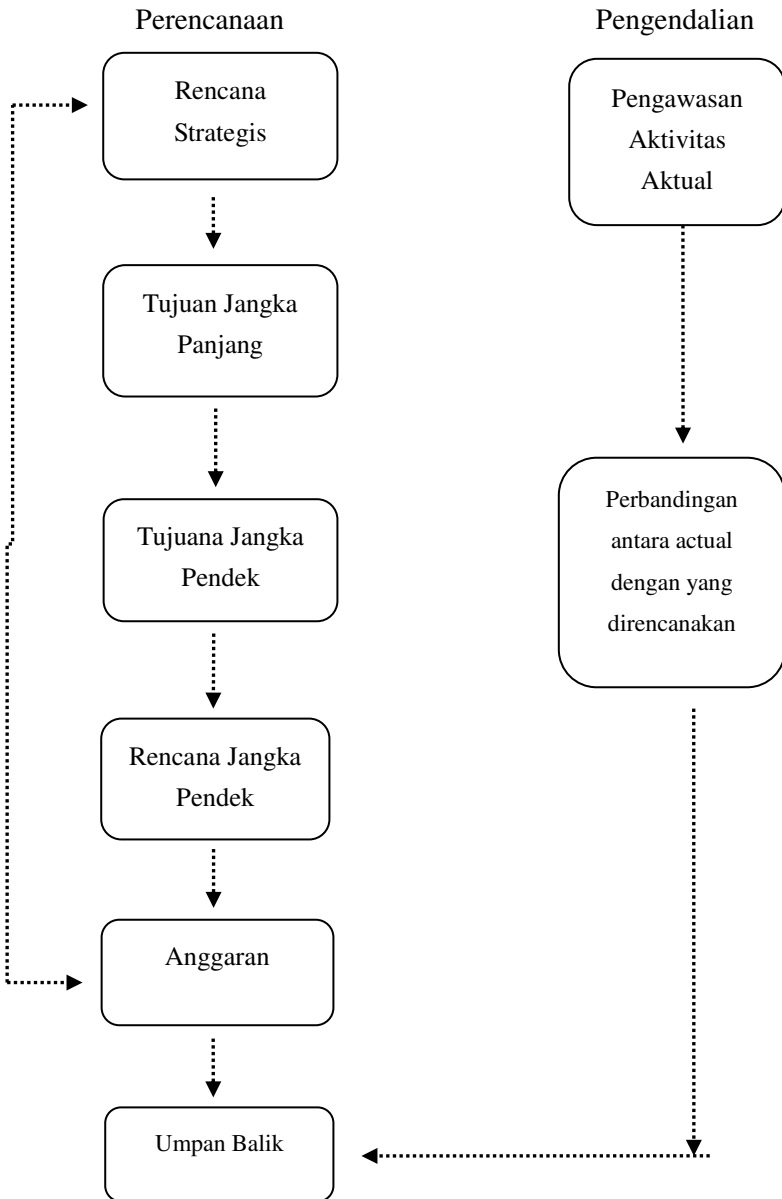 Perencanaan
Rencana
Strategis
Tujuan Jangka
Panjang
Tujuana Jangka
Pendek
Rencana Jangka
Pendek
Anggaran
Umpan Balik
Pengendalian
Pengawasan
Aktivitas
Aktual
Perbandingan
antara actual
dengan yang
direncanakan